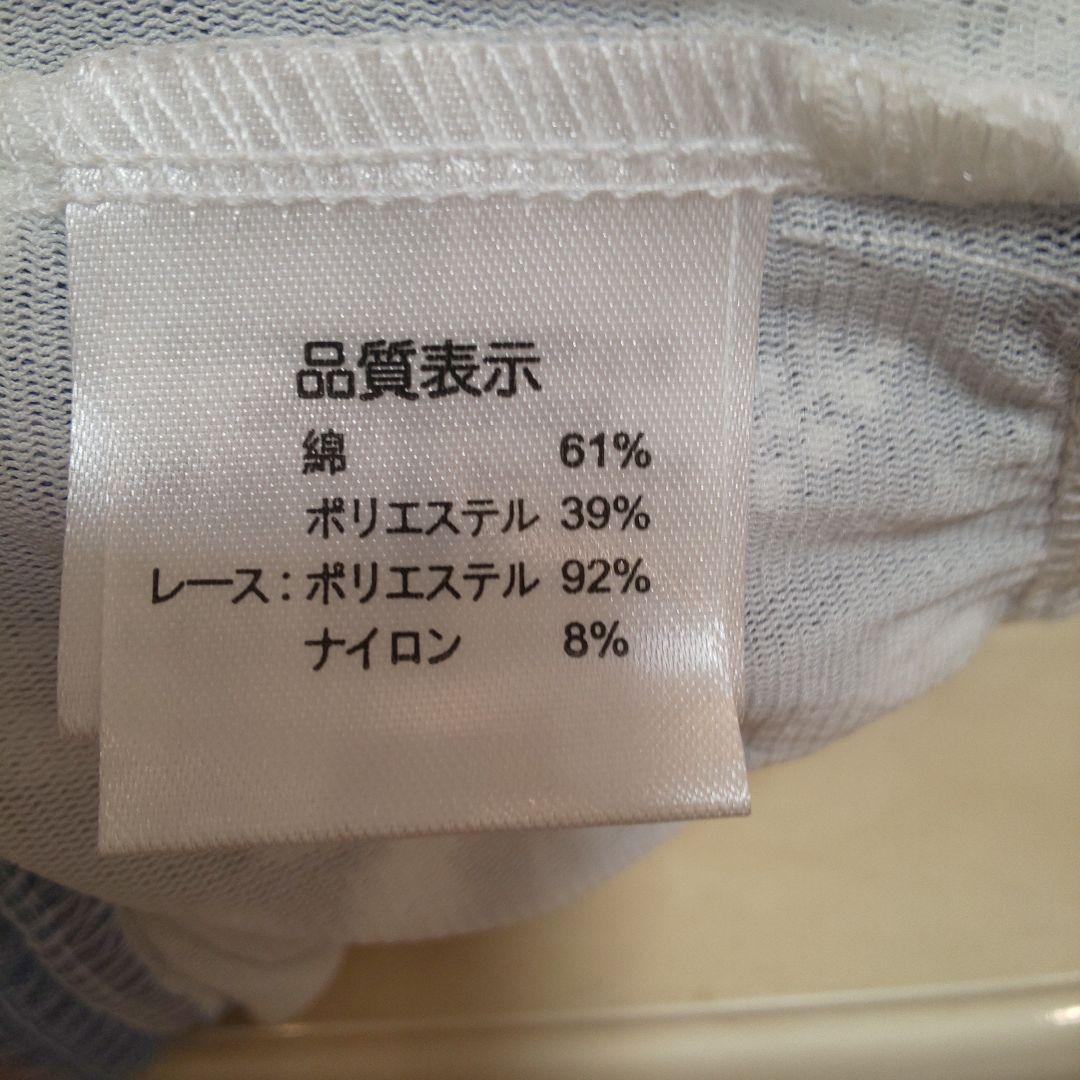 品質表示
綿 61%
ポリエステル 39%
レース:ポリエステル 92%
ナイロン 8%